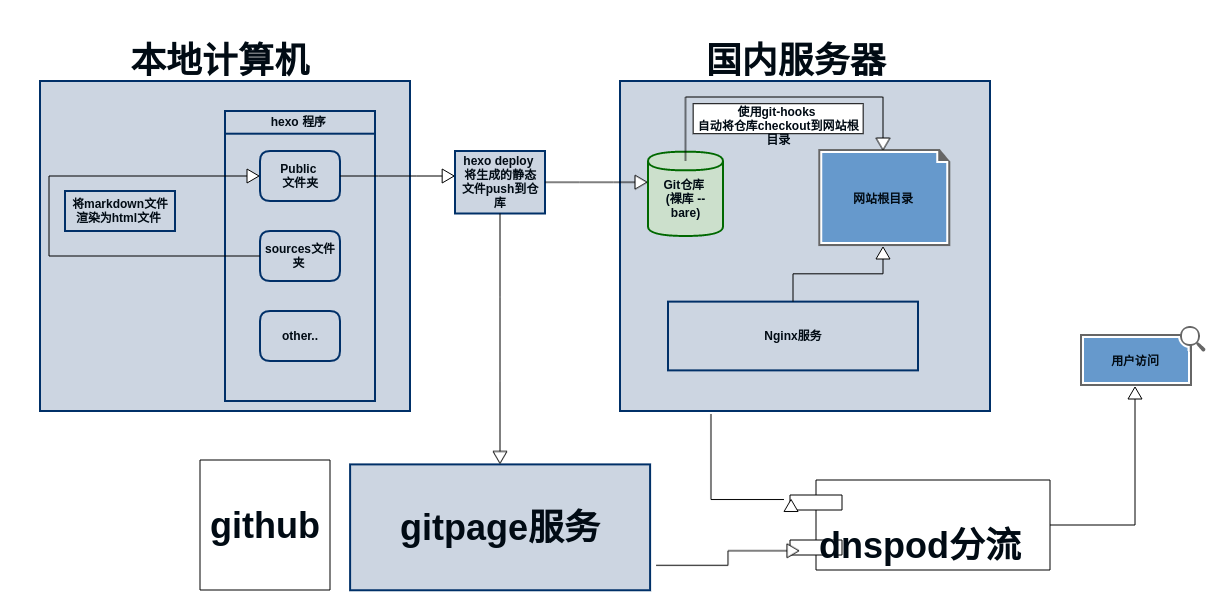 本地计算机
hexo 程序
Public
文件夹
将markdown文件
渲染为html文件
sources文件
夹
other..
hexo deploy
将生成的静态
文件push到仓
库
国内服务器
使用git-hooks
自动将仓库checkout到网站根
目录
Git仓库
(裸库 --
bare)
网站根目录
Nginx服务
用户访问
github
gitpage服务
dnspod分流